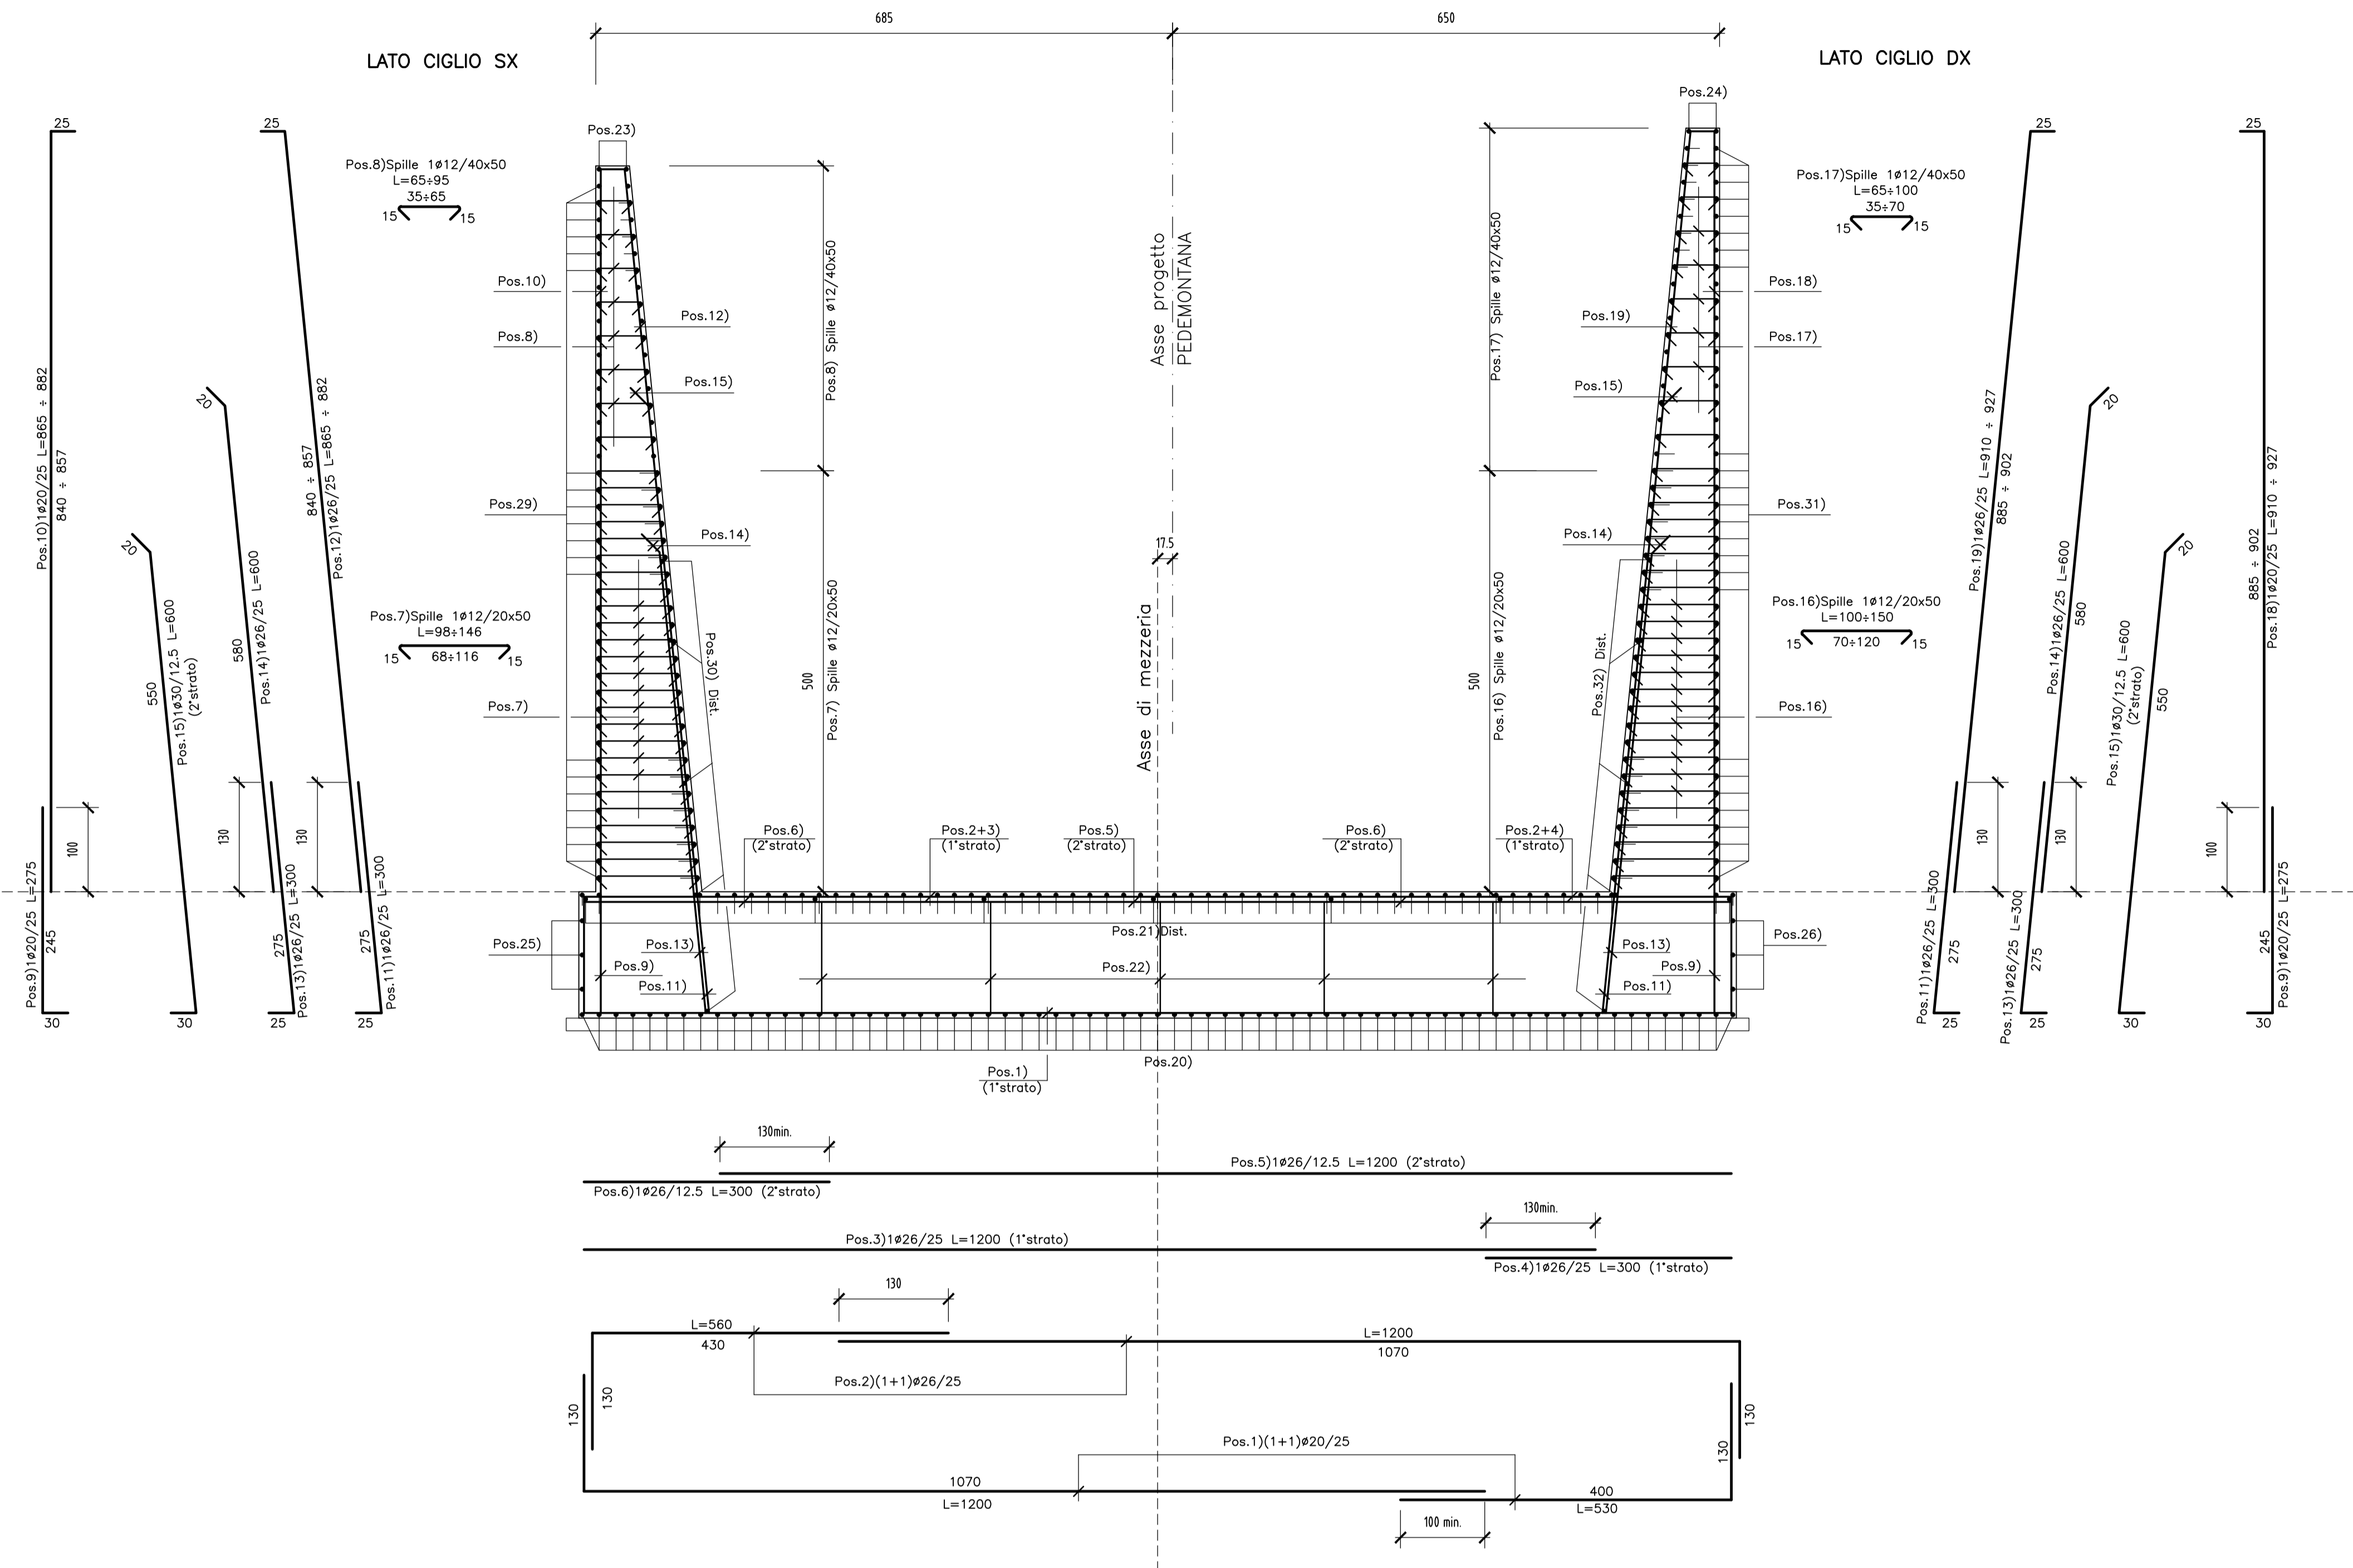 685
650
LATO CIGLIO SX
LATO CIGLIO DX
Pos.24)
Pos.23)
25
25
25
25
Pos.8)Spille 1ø12/40x50
L=65÷95
35÷65
15
15
Pos.17)Spille 1ø12/40x50
L=65÷100
35÷70
15
15
Asse progetto
PEDEMONTANA
Pos.10)
Pos.12)
Pos.8)
Pos.15)
Pos.8) Spille ø12/40x50
Pos.17) Spille ø12/40x50
Pos.18)
Pos.19)
Pos.17)
Pos.15)
Pos.10)1ø20/25 L=865 ÷ 882
840 ÷ 857
20
20
840 ÷ 857
Pos.12)1ø26/25 L=865 ÷ 882
Pos.19)1ø26/25 L=910 ÷ 927
885 ÷ 902
20
20
885 ÷ 902
Pos.18)1ø20/25 L=910 ÷ 927
Pos.29)
Pos.14)
17.5
Pos.14)
Pos.31)
550
Pos.15)1ø30/12.5 L=600
(2°strato)
580
Pos.14)1ø26/25 L=600
Pos.7)Spille 1ø12/20x50
L=98÷146
15
68÷116
15
Pos.30) Dist.
500
Pos.7) Spille ø12/20x50
Asse di mezzeria
500
Pos.16) Spille ø12/20x50
Pos.32) Dist.
Pos.16)Spille 1ø12/20x50
L=100÷150
15
70÷120
15
Pos.14)1ø26/25 L=600
580
Pos.15)1ø30/12.5 L=600
(2°strato)
550
Pos.7)
Pos.16)
100
130
130
130
130
100
Pos.6)
(2°strato)
Pos.2+3)
(1°strato)
Pos.5)
(2°strato)
Pos.6)
(2°strato)
Pos.2+4)
(1°strato)
Pos.9)1ø20/25 L=275
245
275
Pos.13)1ø26/25 L=300
275
Pos.11)1ø26/25 L=300
Pos.11)1ø26/25 L=300
275
Pos.13)1ø26/25 L=300
275
245
Pos.9)1ø20/25 L=275
Pos.25)
Pos.13)
Pos.21)Dist.
Pos.13)
Pos.26)
Pos.9)
Pos.22)
Pos.9)
Pos.11)
Pos.11)
30
30
25
25
25
25
30
30
Pos.20)
Pos.1)
(1°strato)
130min.
Pos.5)1ø26/12.5 L=1200 (2°strato)
Pos.6)1ø26/12.5 L=300 (2°strato)
130min.
Pos.3)1ø26/25 L=1200 (1°strato)
Pos.4)1ø26/25 L=300 (1°strato)
130
L=560
430
L=1200
1070
Pos.2)(1+1)ø26/25
130
130
130
130
Pos.1)(1+1)ø20/25
1070
L=1200
400
L=530
100 min.